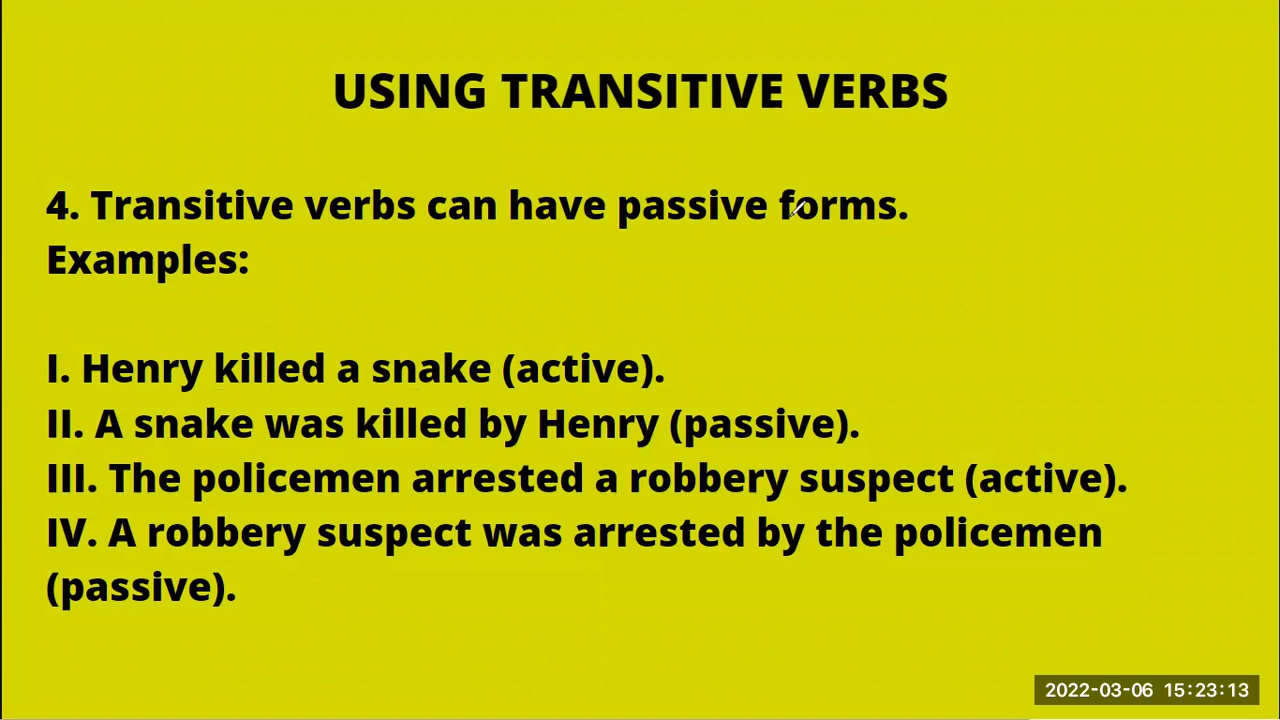 USING TRANSITIVE VERBS
4. Transitive verbs can have passive forms.
Examples:
I. Henry killed a snake (active).
II. A snake was killed by Henry (passive).
III. The policemen arrested a robbery suspect (active).
IV. A robbery suspect was arrested by the policemen
(passive).
2022-03-06 15:23:13